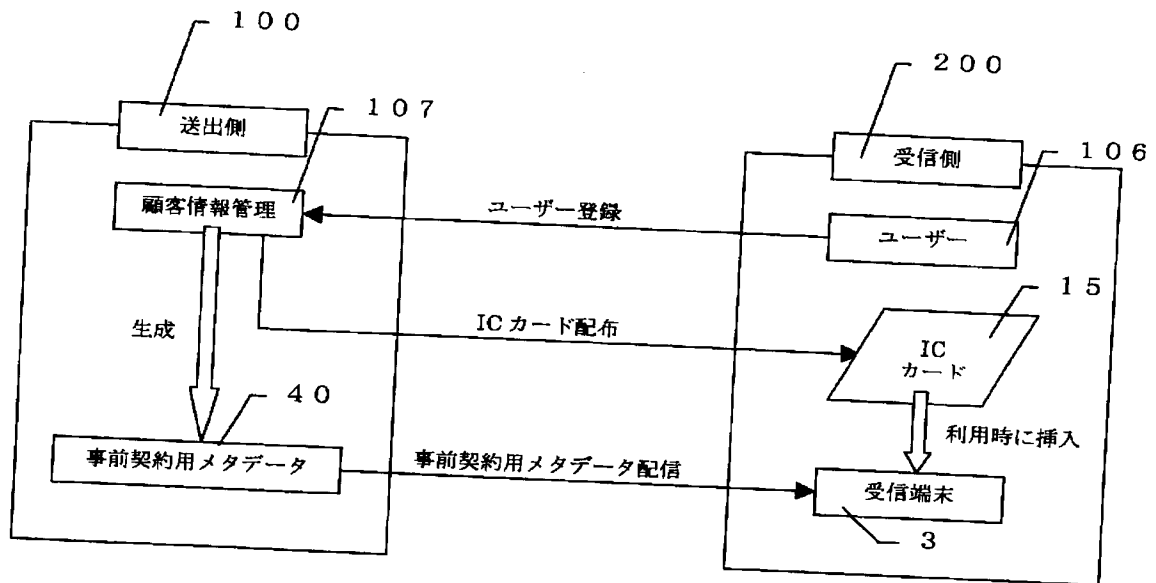 １００
送出側
１０７
顧客情報管理
２００
受信側
１０６
ユーザー
ユーザー登録
１５
IC
カード
ICカード配布
生成
４０
事前契約用メタデータ
事前契約用メタデータ配信
利用時に挿入
受信端末
３